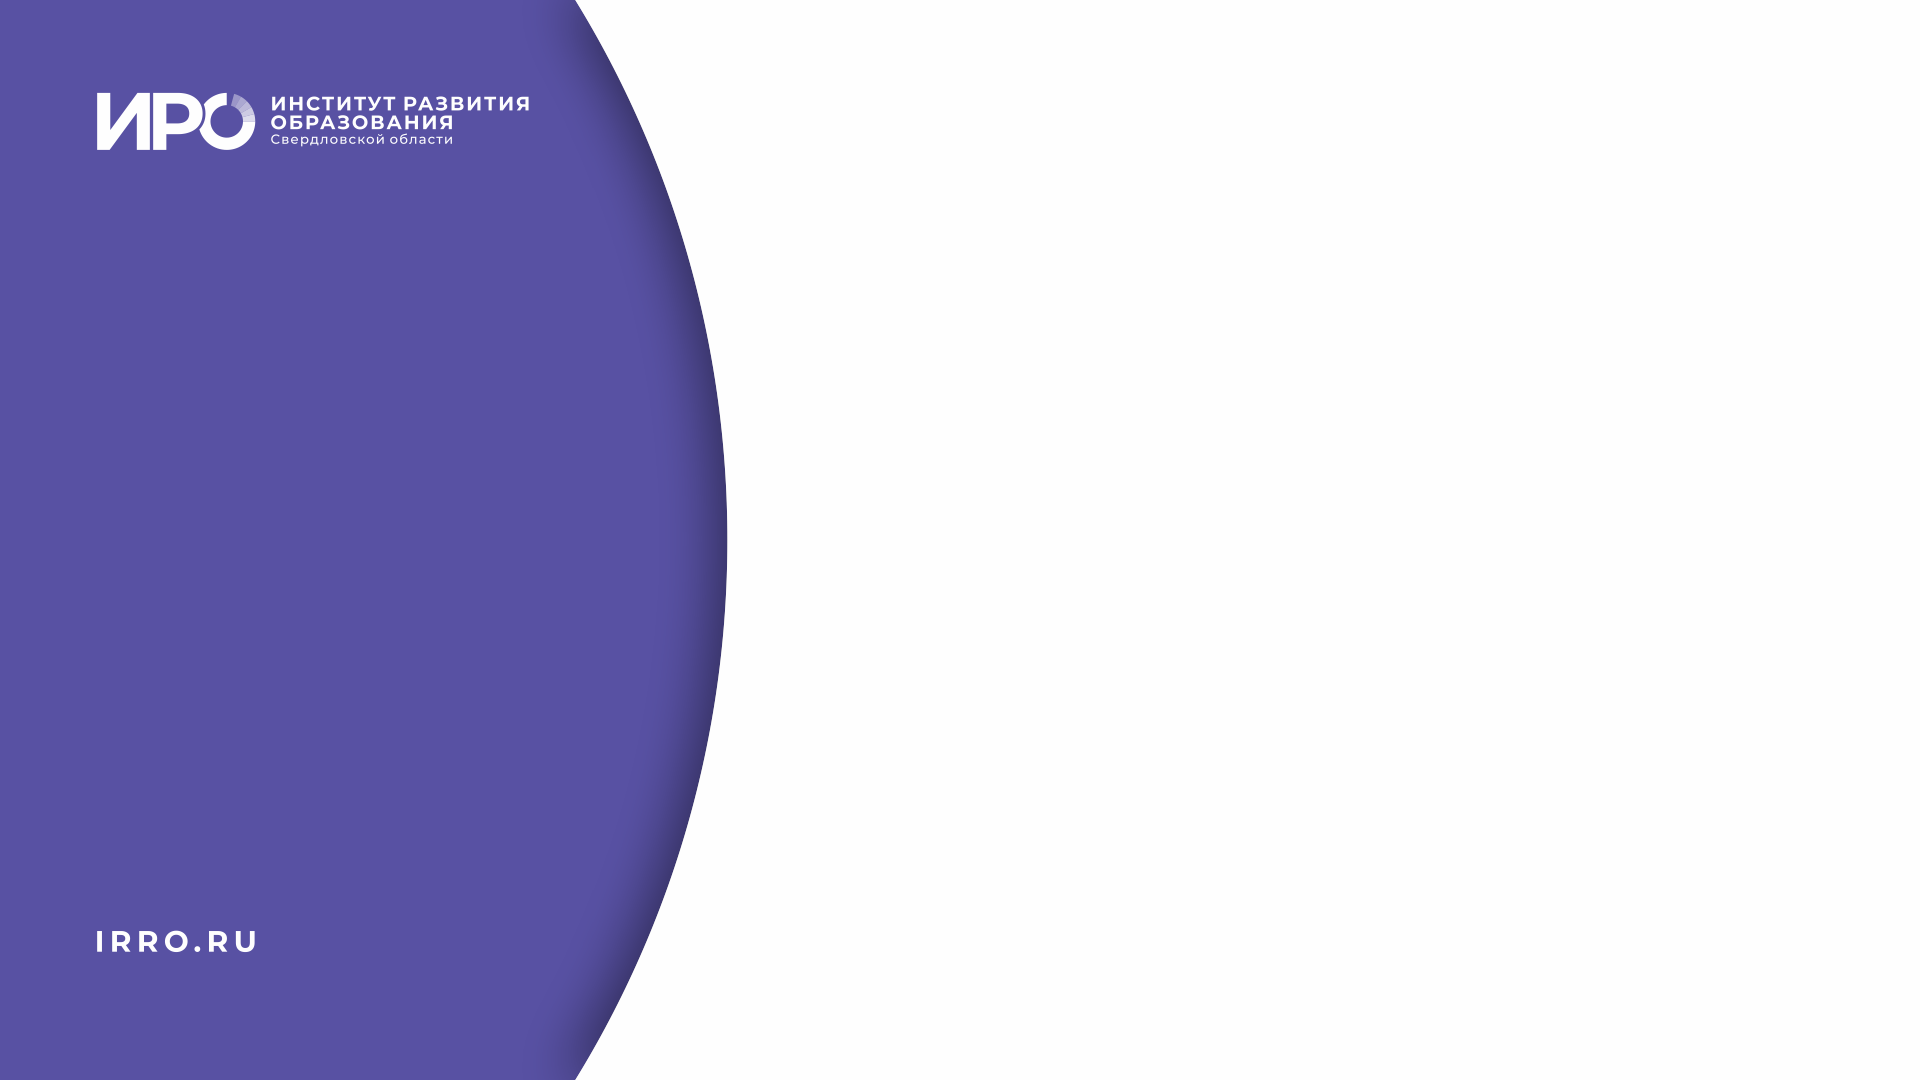 ИРО
ИНСТИТУТ РАЗВИТИЯ
ОБРАЗОВАНИЯ
Свердловской области
IRRO.RU